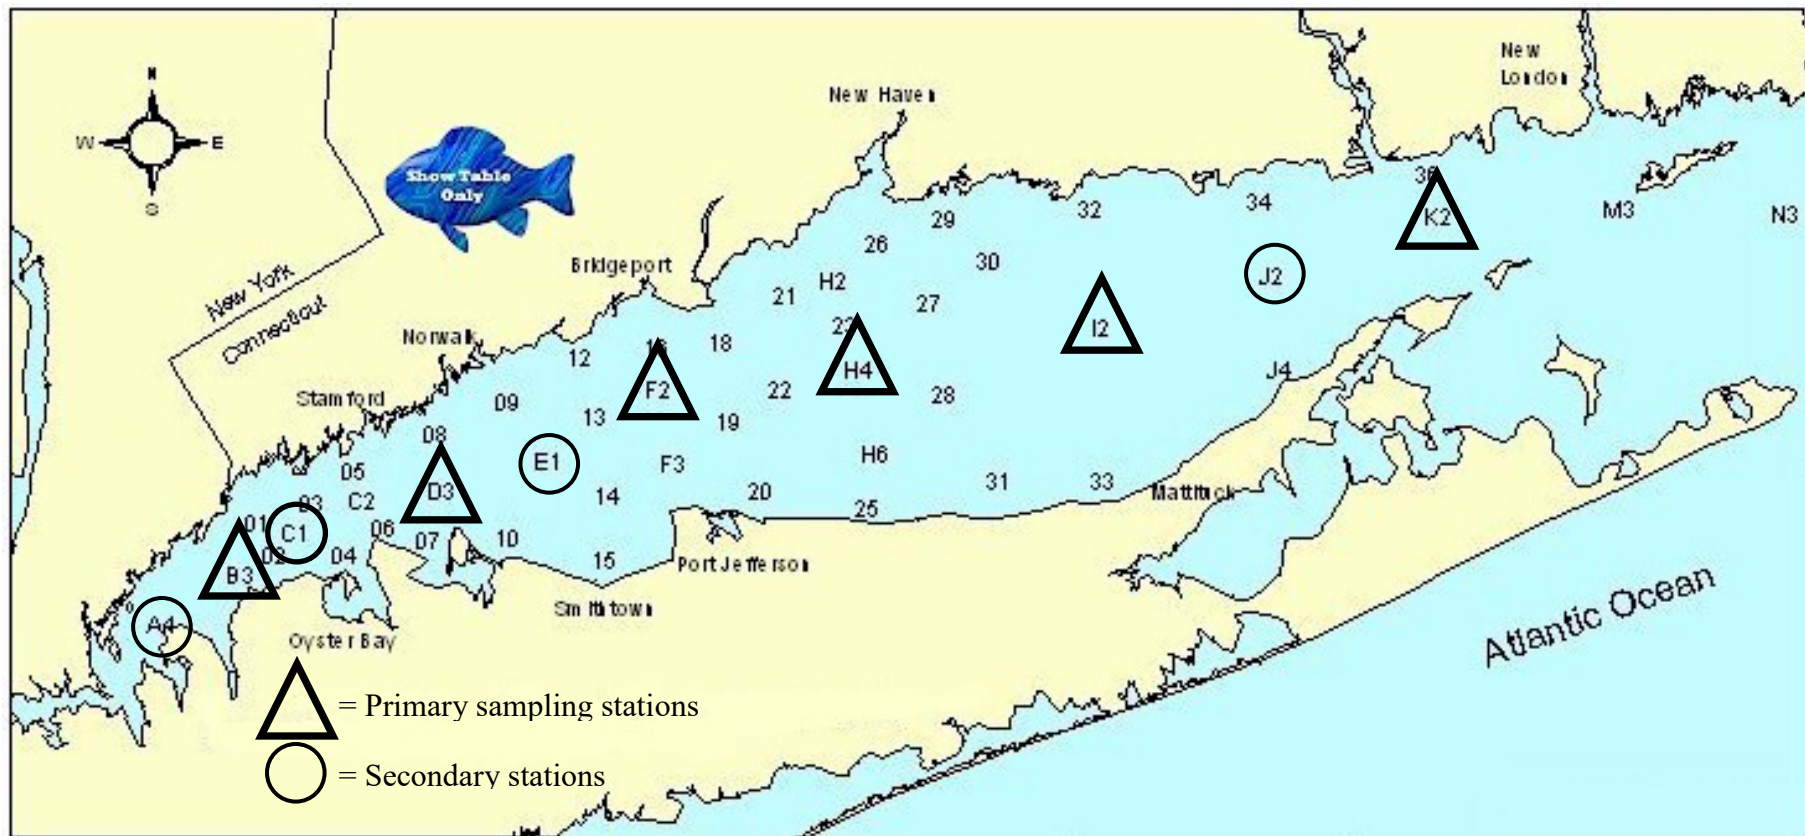 New
London
New Haven
N
W
E
S
Show Table
Only
32
34
K2
M3
N3
29
26
30
Bridgeport
H2
J2
21
27
New York
Connecticut
I2
Norwalk
12
18
H4
J4
F2
22
28
Stamford
09
13
19
08
E1
F3
H6
05
D3
14
20
31
33
Mattituck
03
C2
25
01
C1
06
07
10
02
04
15
Port Jefferson
B3
A4
Smithtown
Oyster Bay
Atlantic Ocean
= Primary sampling stations
= Secondary stations